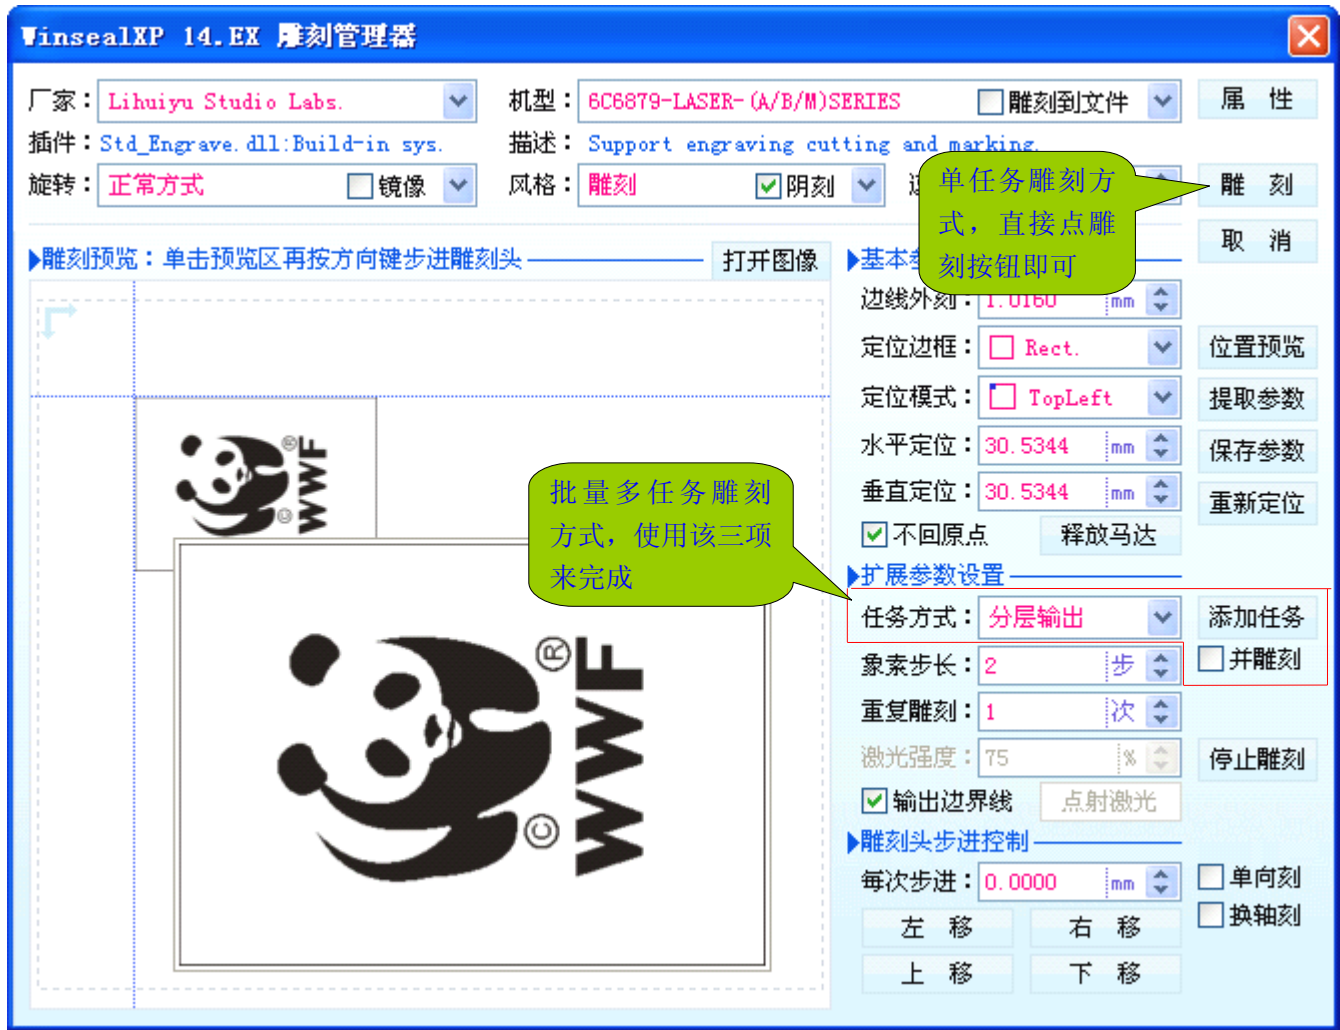 WinsealXP 14.EX 雕刻管理器
厂家： Lihuiyu Studio Labs.
机型： 6C6879-LASER-(A/B/M)SERIES 雕刻到文件
属 性
插件：Std_Engrave.dll:Build-in sys.
描述： Support engraving cutting and marking.
旋转： 正常方式 镜像
风格： 雕刻 阴刻
雕 刻
单任务雕刻方
式，直接点雕
刻按钮即可
取 消
雕刻预览：单击预览区再按方向键步进雕刻头
打开图像
基本
边线外刻：1.0160 mm
定位边框： Rect.
位置预览
定位模式： TopLeft
提取参数
水平定位：30.5344 mm
保存参数
垂直定位：30.5344 mm
重新定位
不回原点 释放马达
R
WWF
©
批量多任务雕刻
方式，使用该三项
来完成
扩展参数设置
任务方式： 分层输出
添加任务
象素步长：2 步
并雕刻
重复雕刻：1 次
激光强度：75 %
停止雕刻
输出边界线 点射激光
®
WWF
©
雕刻头步进控制
每次步进：0.0000 mm
单向刻
左 移 右 移
换轴刻
上 移 下 移